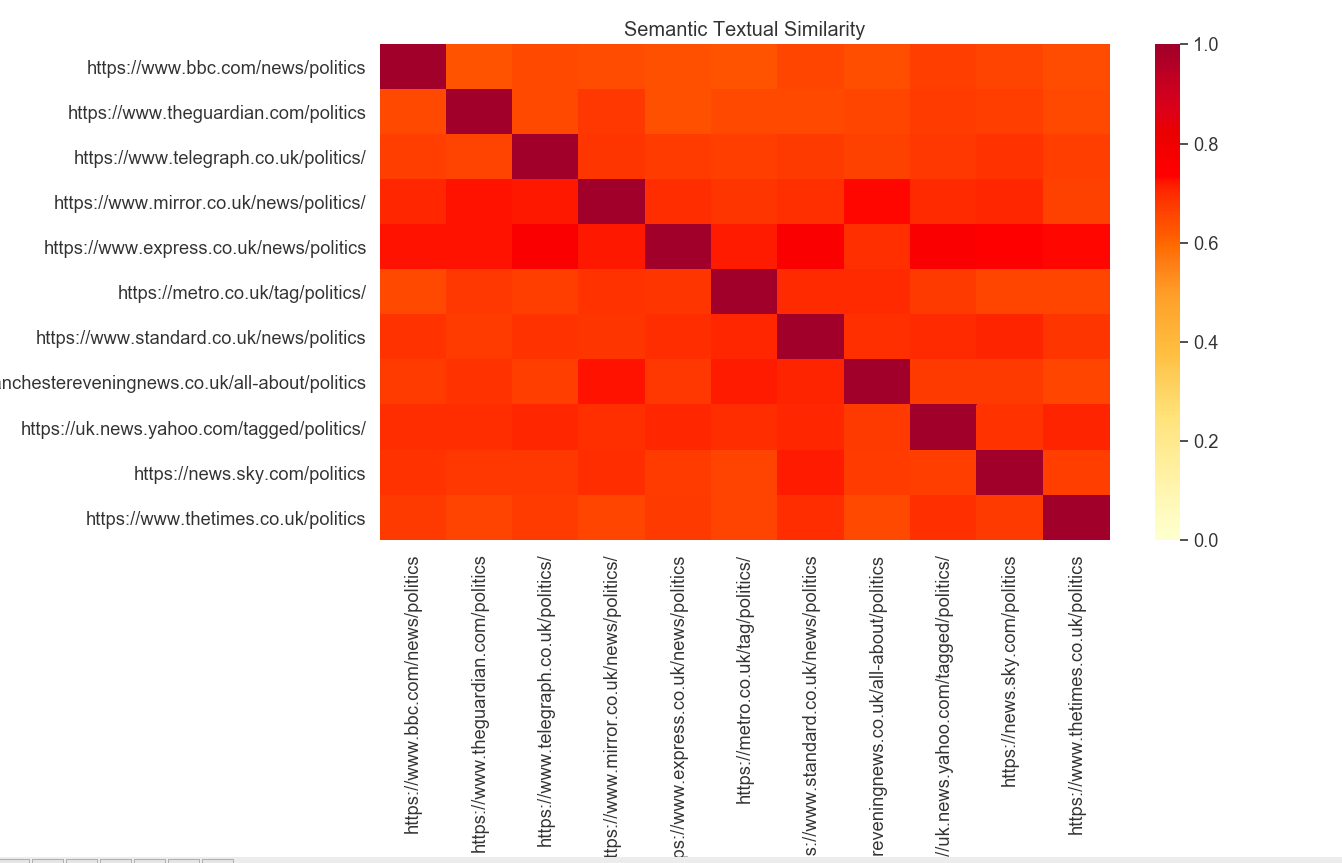 Semantic Textual Similarity
https://www.bbc.com/news/politics
https://www.theguardian.com/politics
https://www.telegraph.co.uk/politics/
https://www.mirror.co.uk/news/politics/
https://www.express.co.uk/news/politics
https://metro.co.uk/tag/politics/
https://www.standard.co.uk/news/politics
nchestereveningnews.co.uk/all-about/politics
https://uk.news.yahoo.com/tagged/politics/
https://news.sky.com/politics
https://www.thetimes.co.uk/politics
1.0
0.8
0.6
0.4
0.2
0.0
https://www.bbc.com/news/politics
https://www.theguardian.com/politics
https://www.telegraph.co.uk/politics/
ttps://www.mirror.co.uk/news/politics/
ps://www.express.co.uk/news/politics
https://metro.co.uk/tag/politics/
s://www.standard.co.uk/news/politics
reveningnews.co.uk/all-about/politics
//uk.news.yahoo.com/tagged/politics/
https://news.sky.com/politics
https://www.thetimes.co.uk/politics